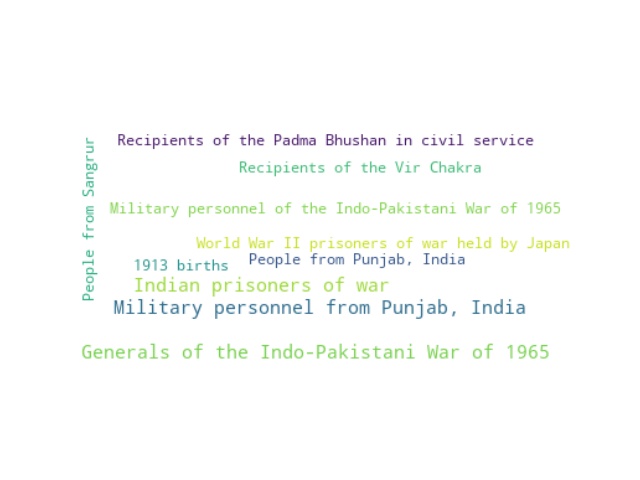 Recipients of the Padma Bhushan in civil service
Recipients of the Vir Chakra
People from Sangrur
Military personnel of the Indo-Pakistani War of 1965
World War II prisoners of war held by Japan
People from Punjab, India
1913 births
Indian prisoners of war
Military personnel from Punjab, India
Generals of the Indo-Pakistani War of 1965